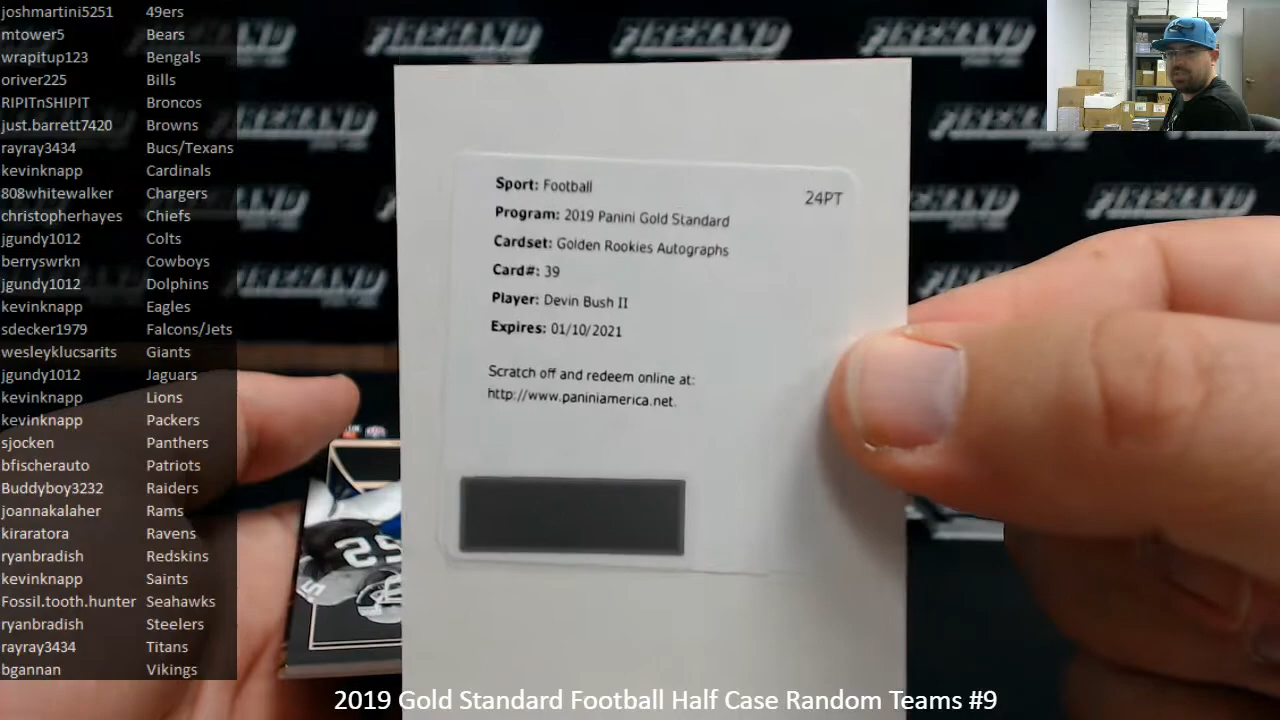 joshmartini5251 49ers
mtower5 Bears
wrapitup123 Bengals
oriver225 Bills
RIPITnSHIPIT Broncos
just.barrett7420 Browns
rayray3434 Bucs/Texans
kevinknapp Cardinals
808whitewalker Chargers
christopherhayes Chiefs
jgundy1012 Colts
berryswrkn Cowboys
jgundy1012 Dolphins
kevinknapp Eagles
sdecker1979 Falcons/Jets
wesleyklucsarits Giants
jgundy1012 Jaguars
kevinknapp Lions
kevinknapp Packers
sjocken Panthers
bfischerauto Patriots
Buddyboy3232 Raiders
joannakalaher Rams
kiraratora Ravens
ryanbradish Redskins
kevinknapp Saints
Fossil.tooth.hunter Seahawks
ryanbradish Steelers
rayray3434 Titans
bgannan Vikings
FIREHAND FIREHAND FIREHAND FIREHAND
Sport: Football
24PT
Program: 2019 Panini Gold Standard
Cardset: Golden Rookies Autographs
Card#: 39
Player: Devin Bush II
Expires: 01/10/2021
Scratch off and redeem online at:
http://www.paniniamerica.net.
52
2019 Gold Standard Football Half Case Random Teams #9